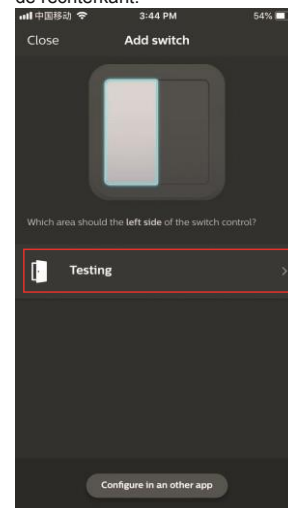 de rechterkant.
中国移动 3:44 PM 54%
Close Add switch
Which area should the left side of the switch control?
Testing
Configure in an other app